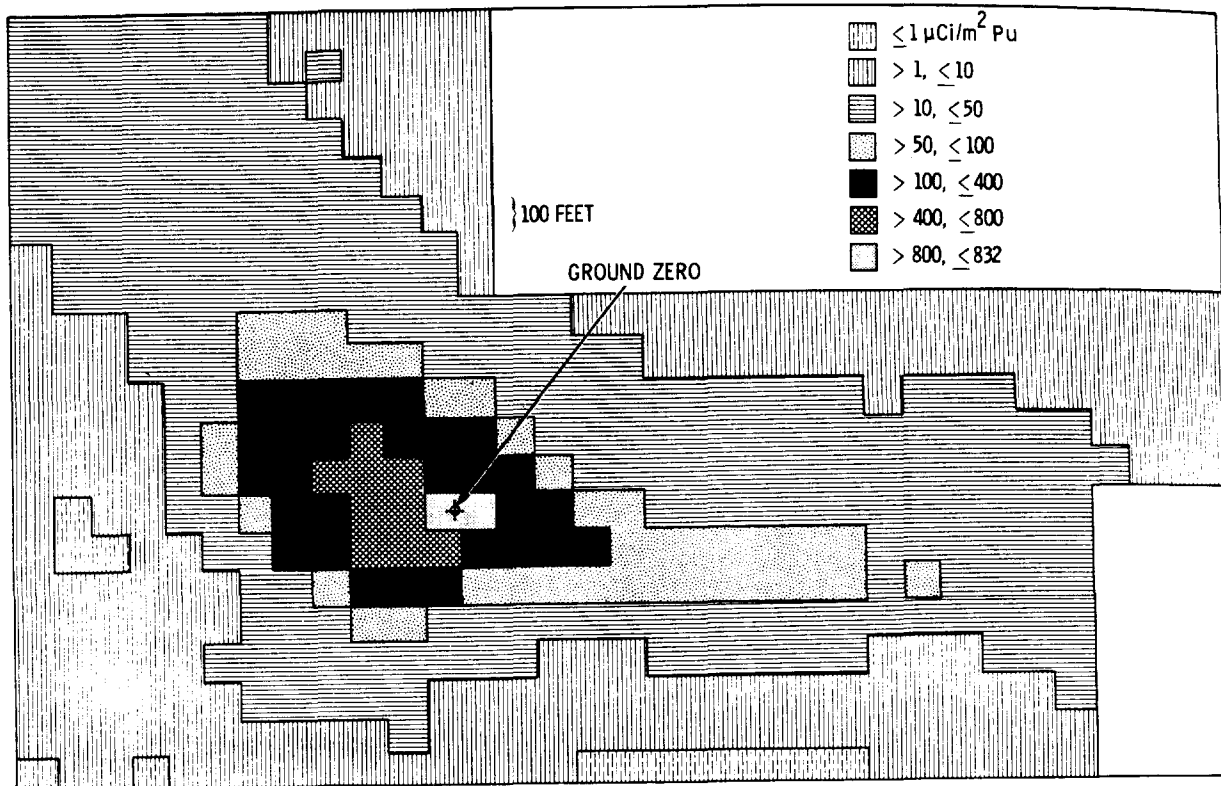 ≤1 μCi/m² Pu
> 1, ≤10
> 10, ≤50
> 50, ≤100
> 100, ≤400
> 400, ≤800
> 800, ≤832
100 FEET
GROUND ZERO